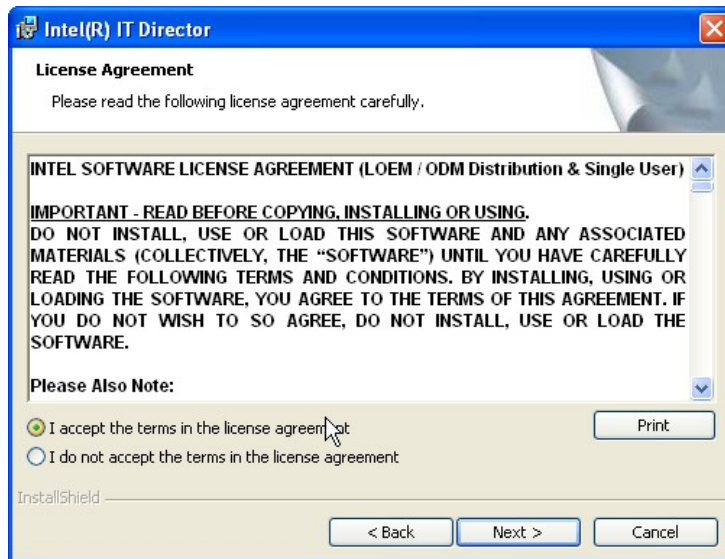 Intel(R) IT Director
License Agreement
Please read the following license agreement carefully.
INTEL SOFTWARE LICENSE AGREEMENT (LOEM / ODM Distribution & Single User)
IMPORTANT - READ BEFORE COPYING, INSTALLING OR USING.
DO NOT INSTALL, USE OR LOAD THIS SOFTWARE AND ANY ASSOCIATED
MATERIALS (COLLECTIVELY, THE “SOFTWARE”) UNTIL YOU HAVE CAREFULLY
READ THE FOLLOWING TERMS AND CONDITIONS. BY INSTALLING, USING OR
LOADING THE SOFTWARE, YOU AGREE TO THE TERMS OF THIS AGREEMENT. IF
YOU DO NOT WISH TO SO AGREE, DO NOT INSTALL, USE OR LOAD THE
SOFTWARE.
Please Also Note:
I accept the terms in the license agreement
Print
I do not accept the terms in the license agreement
InstallShield
< Back Next > Cancel